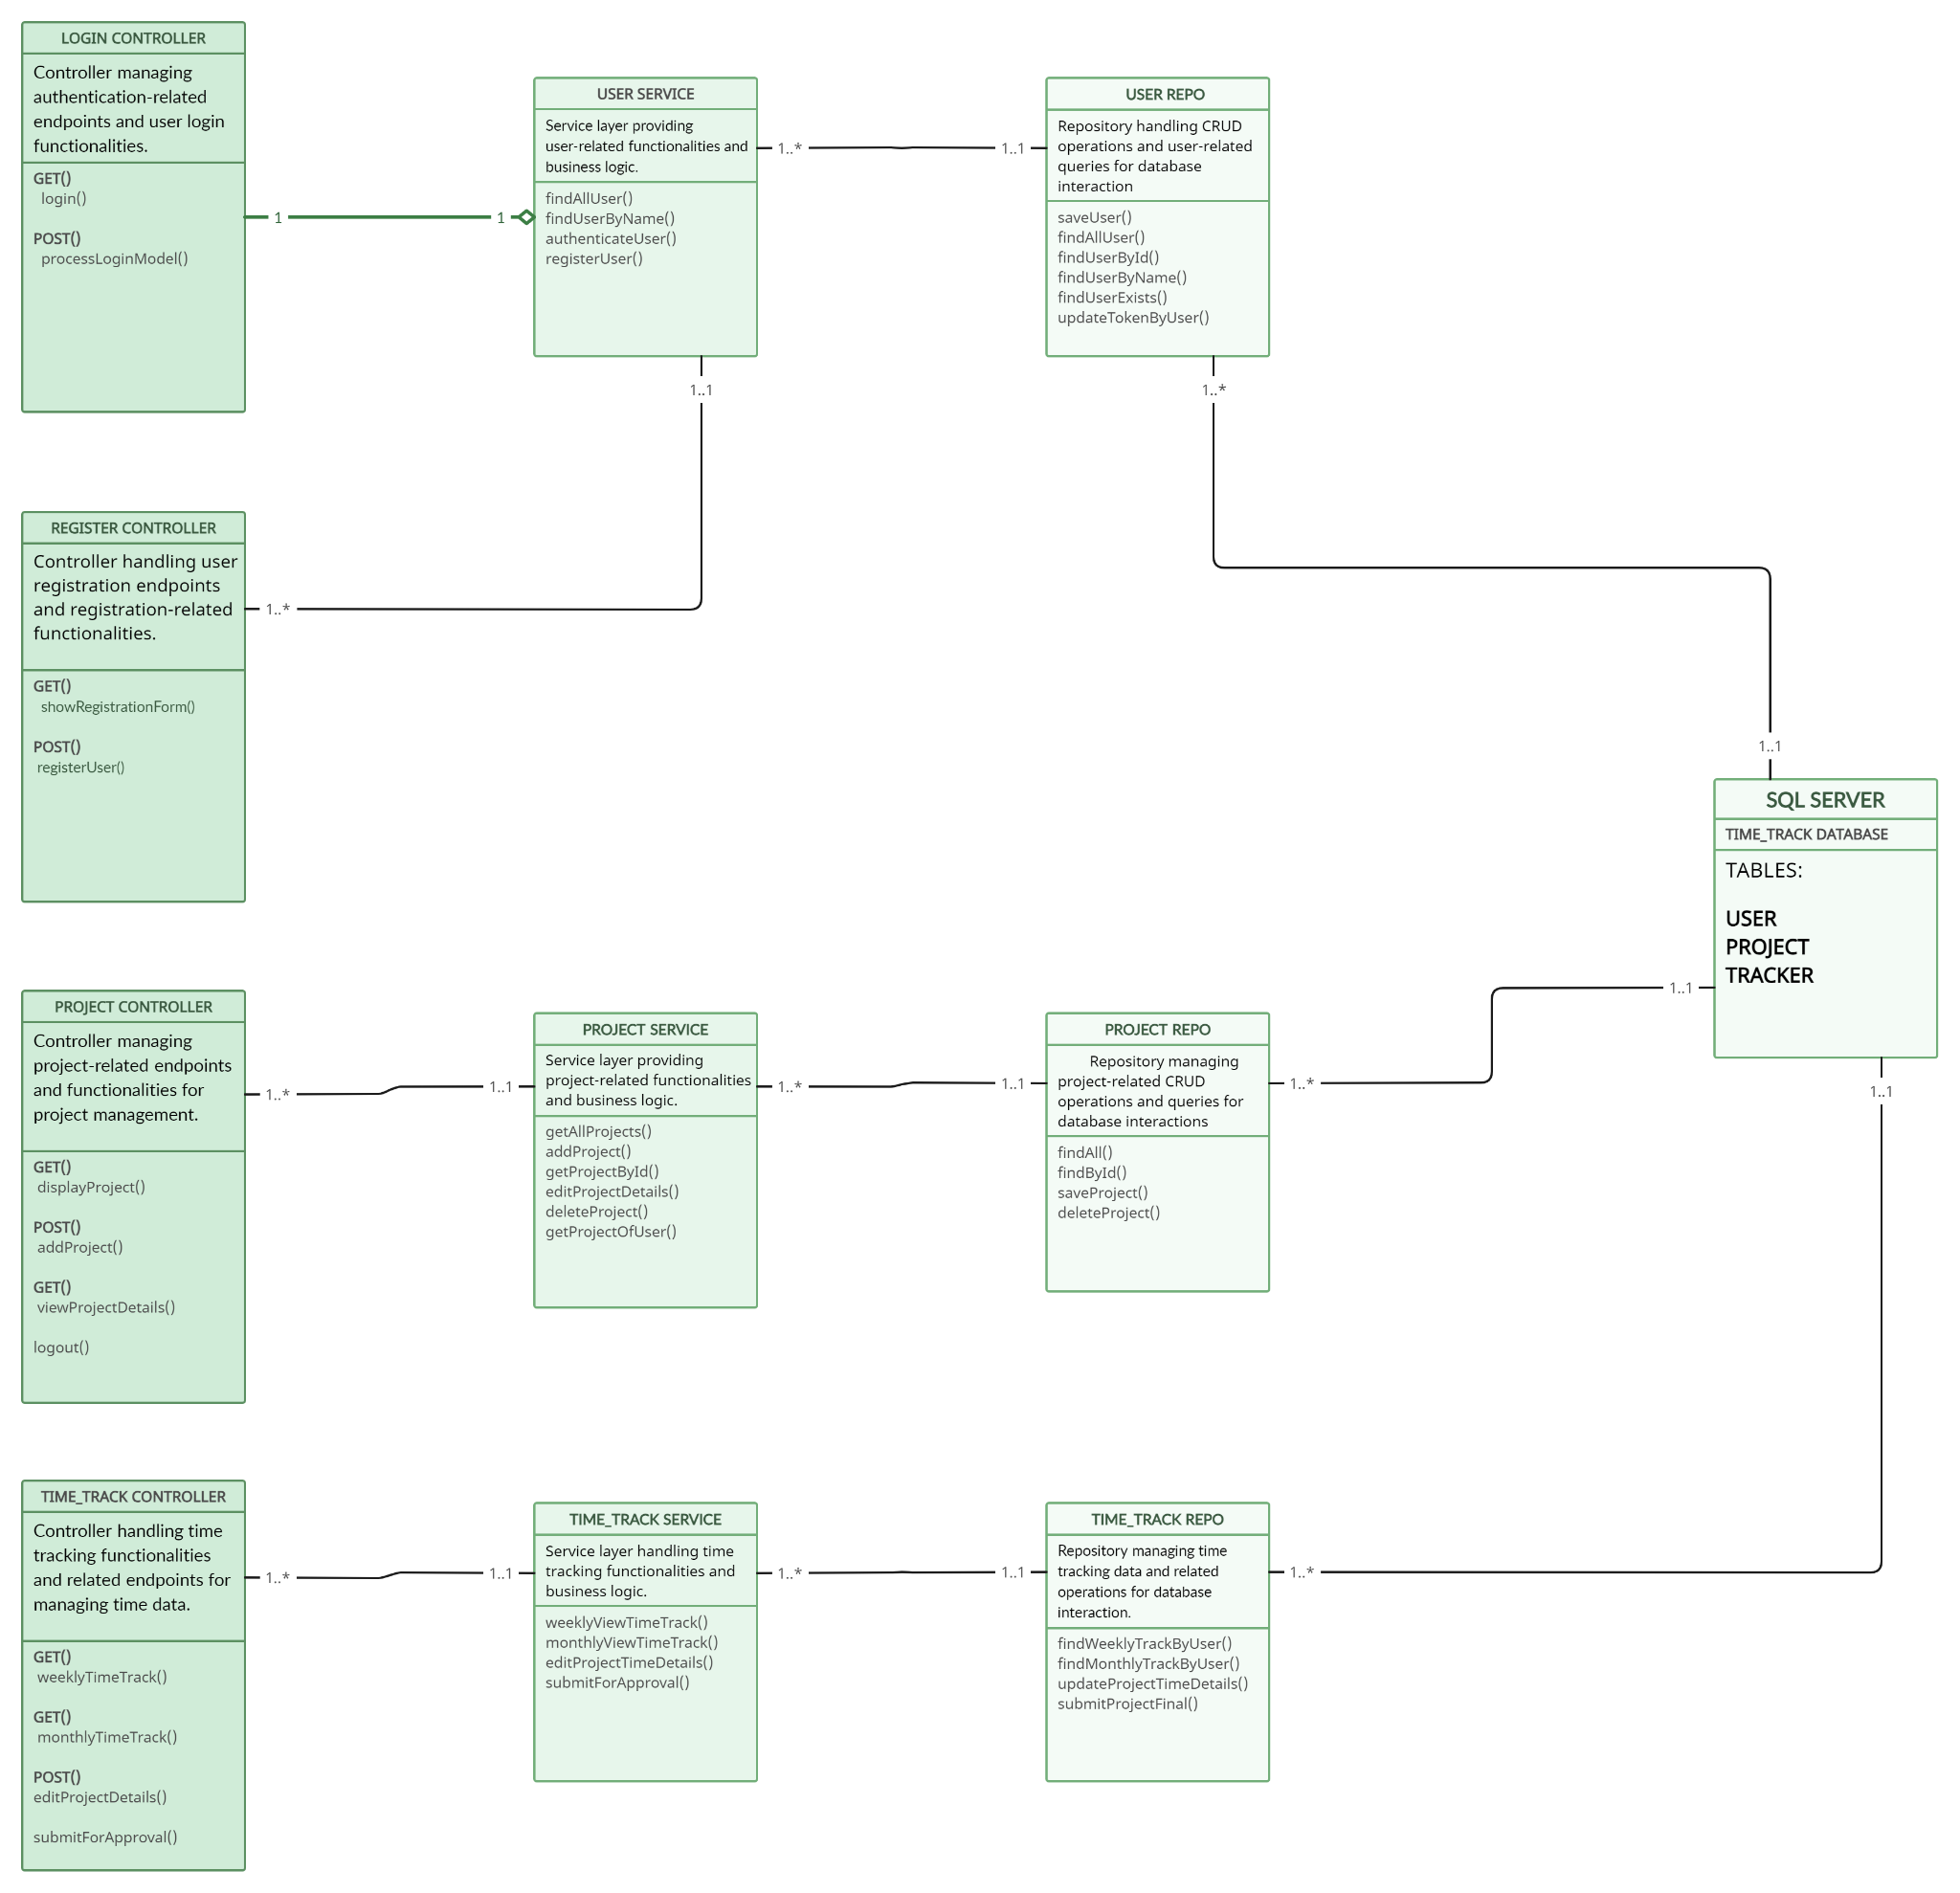 LOGIN CONTROLLER
Controller managing
authentication-related
endpoints and user login
functionalities.
GET()
login()
POST()
processLoginModel()
1
1
USER SERVICE
Service layer providing
user-related functionalities and
business logic.
findAllUser()
findUserByName()
authenticateUser()
registerUser()
1..*
1..1
USER REPO
Repository handling CRUD
operations and user-related
queries for database
interaction
saveUser()
findAllUser()
findUserById()
findUserByName()
findUserExists()
updateTokenByUser()
1..1
1..*
REGISTER CONTROLLER
Controller handling user
registration endpoints
and registration-related
functionalities.
GET()
showRegistrationForm()
POST()
registerUser()
1..*
1..1
SQL SERVER
TIME_TRACK DATABASE
TABLES:
USER
PROJECT
TRACKER
1..1
1..1
PROJECT CONTROLLER
Controller managing
project-related endpoints
and functionalities for
project management.
GET()
displayProject()
POST()
addProject()
GET()
viewProjectDetails()
logout()
1..*
1..1
PROJECT SERVICE
Service layer providing
project-related functionalities
and business logic.
getAllProjects()
addProject()
getProjectById()
editProjectDetails()
deleteProject()
getProjectOfUser()
1..*
1..1
PROJECT REPO
Repository managing
project-related CRUD
operations and queries for
database interactions
findAll()
findById()
saveProject()
deleteProject()
1..*
TIME_TRACK CONTROLLER
Controller handling time
tracking functionalities
and related endpoints for
managing time data.
GET()
weeklyTimeTrack()
GET()
monthlyTimeTrack()
POST()
editProjectDetails()
submitForApproval()
1..*
1..1
TIME_TRACK SERVICE
Service layer handling time
tracking functionalities and
business logic.
weeklyViewTimeTrack()
monthlyViewTimeTrack()
editProjectTimeDetails()
submitForApproval()
1..*
1..1
TIME_TRACK REPO
Repository managing time
tracking data and related
operations for database
interaction.
findWeeklyTrackByUser()
findMonthlyTrackByUser()
updateProjectTimeDetails()
submitProjectFinal()
1..*